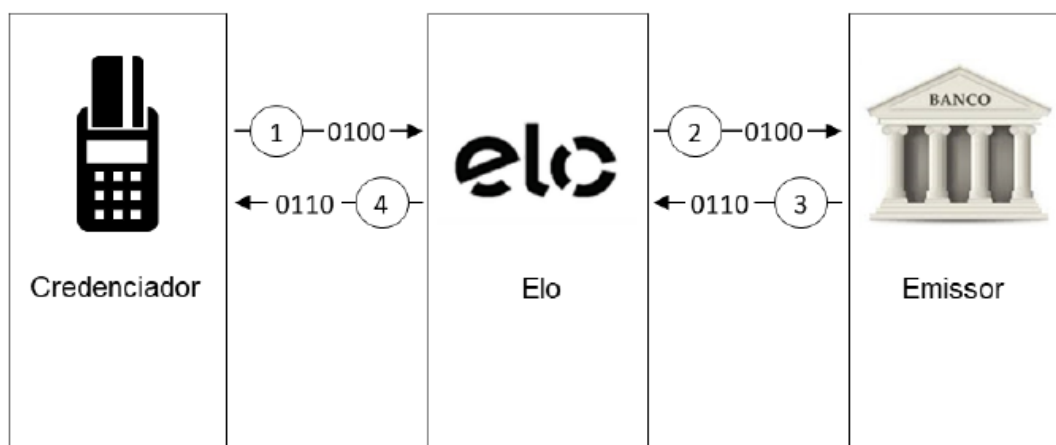 BANCO
1 0100
2 0100
elo
0110 4
0110 3
Credenciador
Elo
Emissor